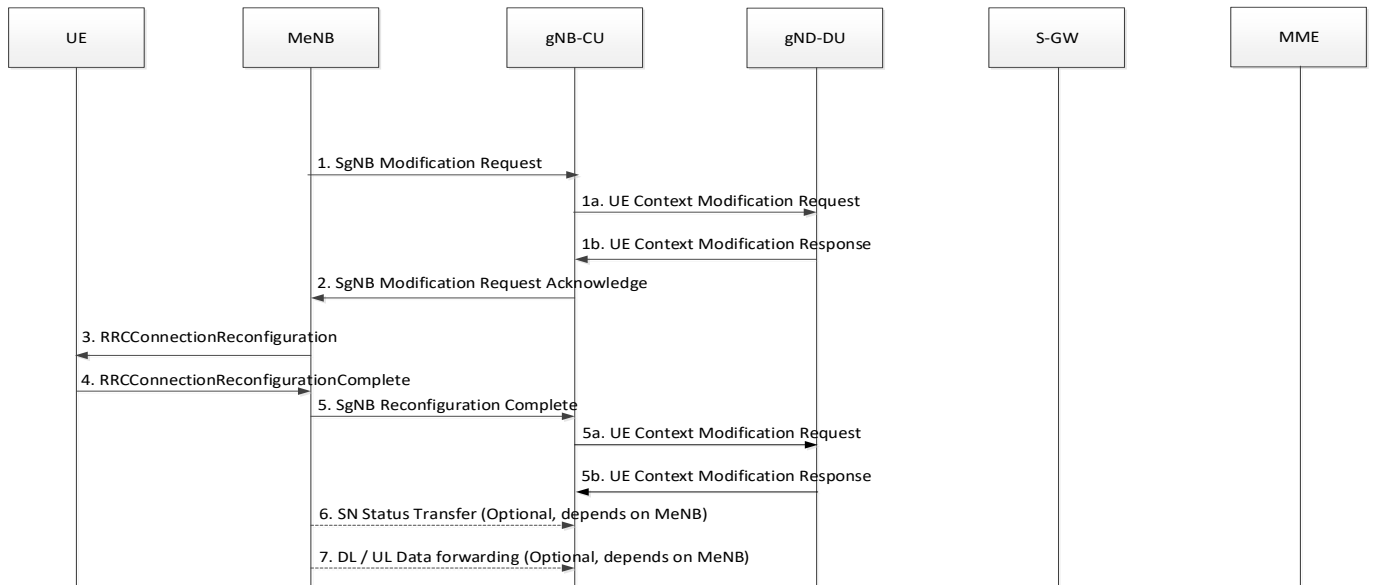 UE
MeNB
gNB-CU
gND-DU
S-GW
MME
1. SgNB Modification Request
1a. UE Context Modification Request
1b. UE Context Modification Response
2. SgNB Modification Request Acknowledge
3. RRCConnectionReconfiguration
4. RRCConnectionReconfigurationComplete
5. SgNB Reconfiguration Complete
5a. UE Context Modification Request
5b. UE Context Modification Response
6. SN Status Transfer (Optional, depends on MeNB)
7. DL / UL Data forwarding (Optional, depends on MeNB)